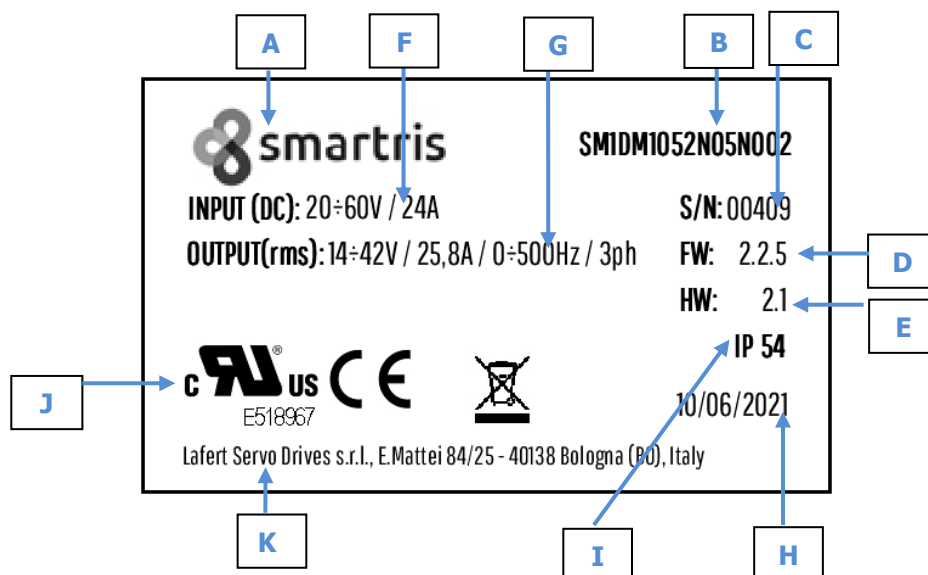 A F G B C
smartris SM1DM1052N05N002
INPUT (DC): 20÷60V / 24A S/N: 00409
OUTPUT(rms): 14÷42V / 25,8A / 0÷500Hz / 3ph FW: 2.2.5 D
HW: 2.1 E
IP 54
C RU ® US CE
J E518967 10/06/2021
Lafert Servo Drives s.r.l., E.Mattei 84/25 - 40138 Bologna (BO), Italy
K I H